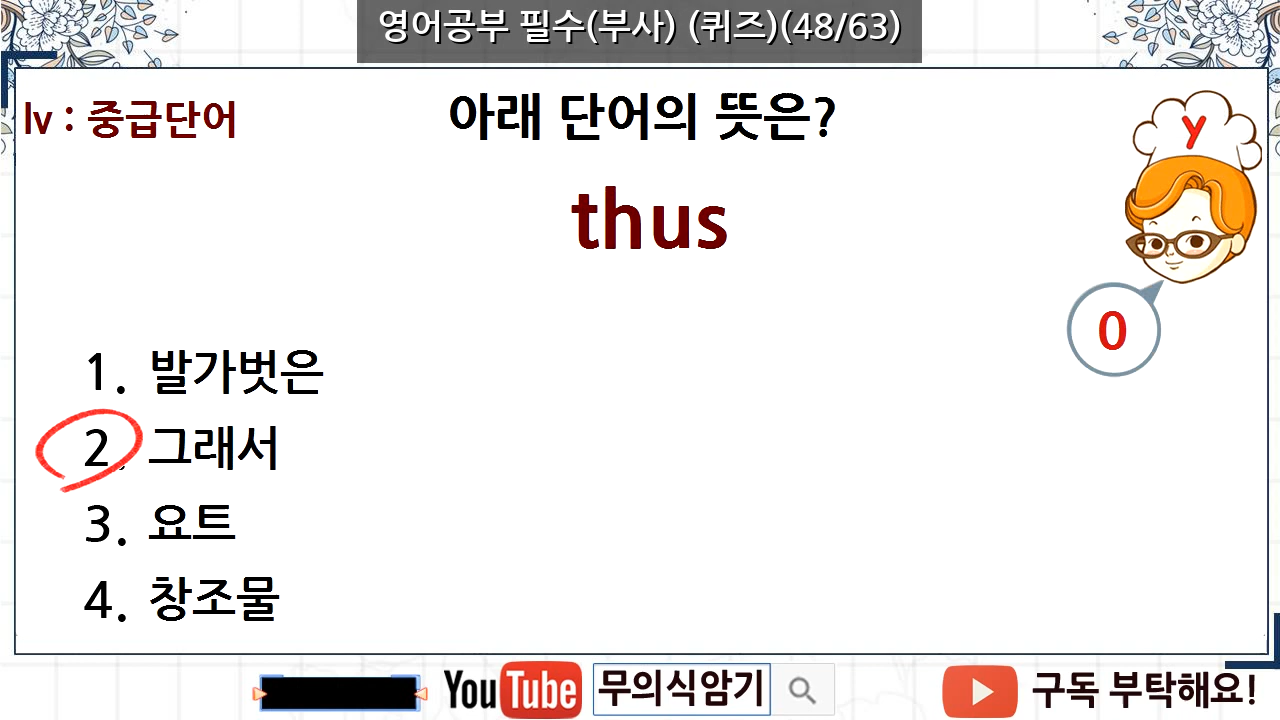 영어공부 필수(부사) (퀴즈)(48/63)
lv : 중급단어
아래 단어의 뜻은?
y
thus
0
1. 발가벗은
2. 그래서
3. 요트
4. 창조물
YouTube 무의식암기 구독 부탁해요!